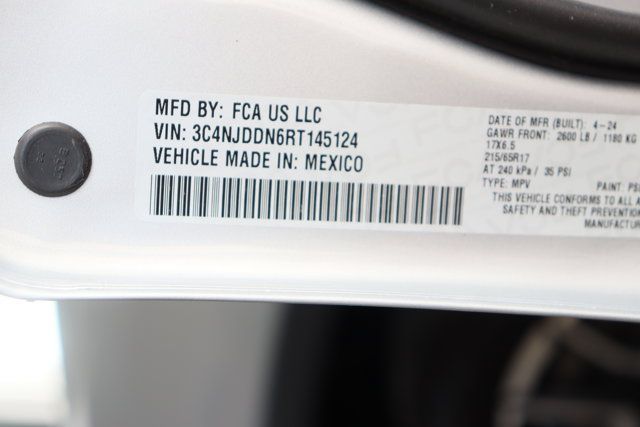 MFD BY: FCA US LLC
VIN: 3C4NJDDN6RT145124
VEHICLE MADE IN: MEXICO
DATE OF MFR (BUILT): 4-24
GAWR FRONT: 2600 LB / 1180 KG
17X6.5
215/65R17
AT 240 kPa / 35 PSI
TYPE: MPV PAINT:
THIS VEHICLE CONFORMS TO ALL
SAFETY AND THEFT